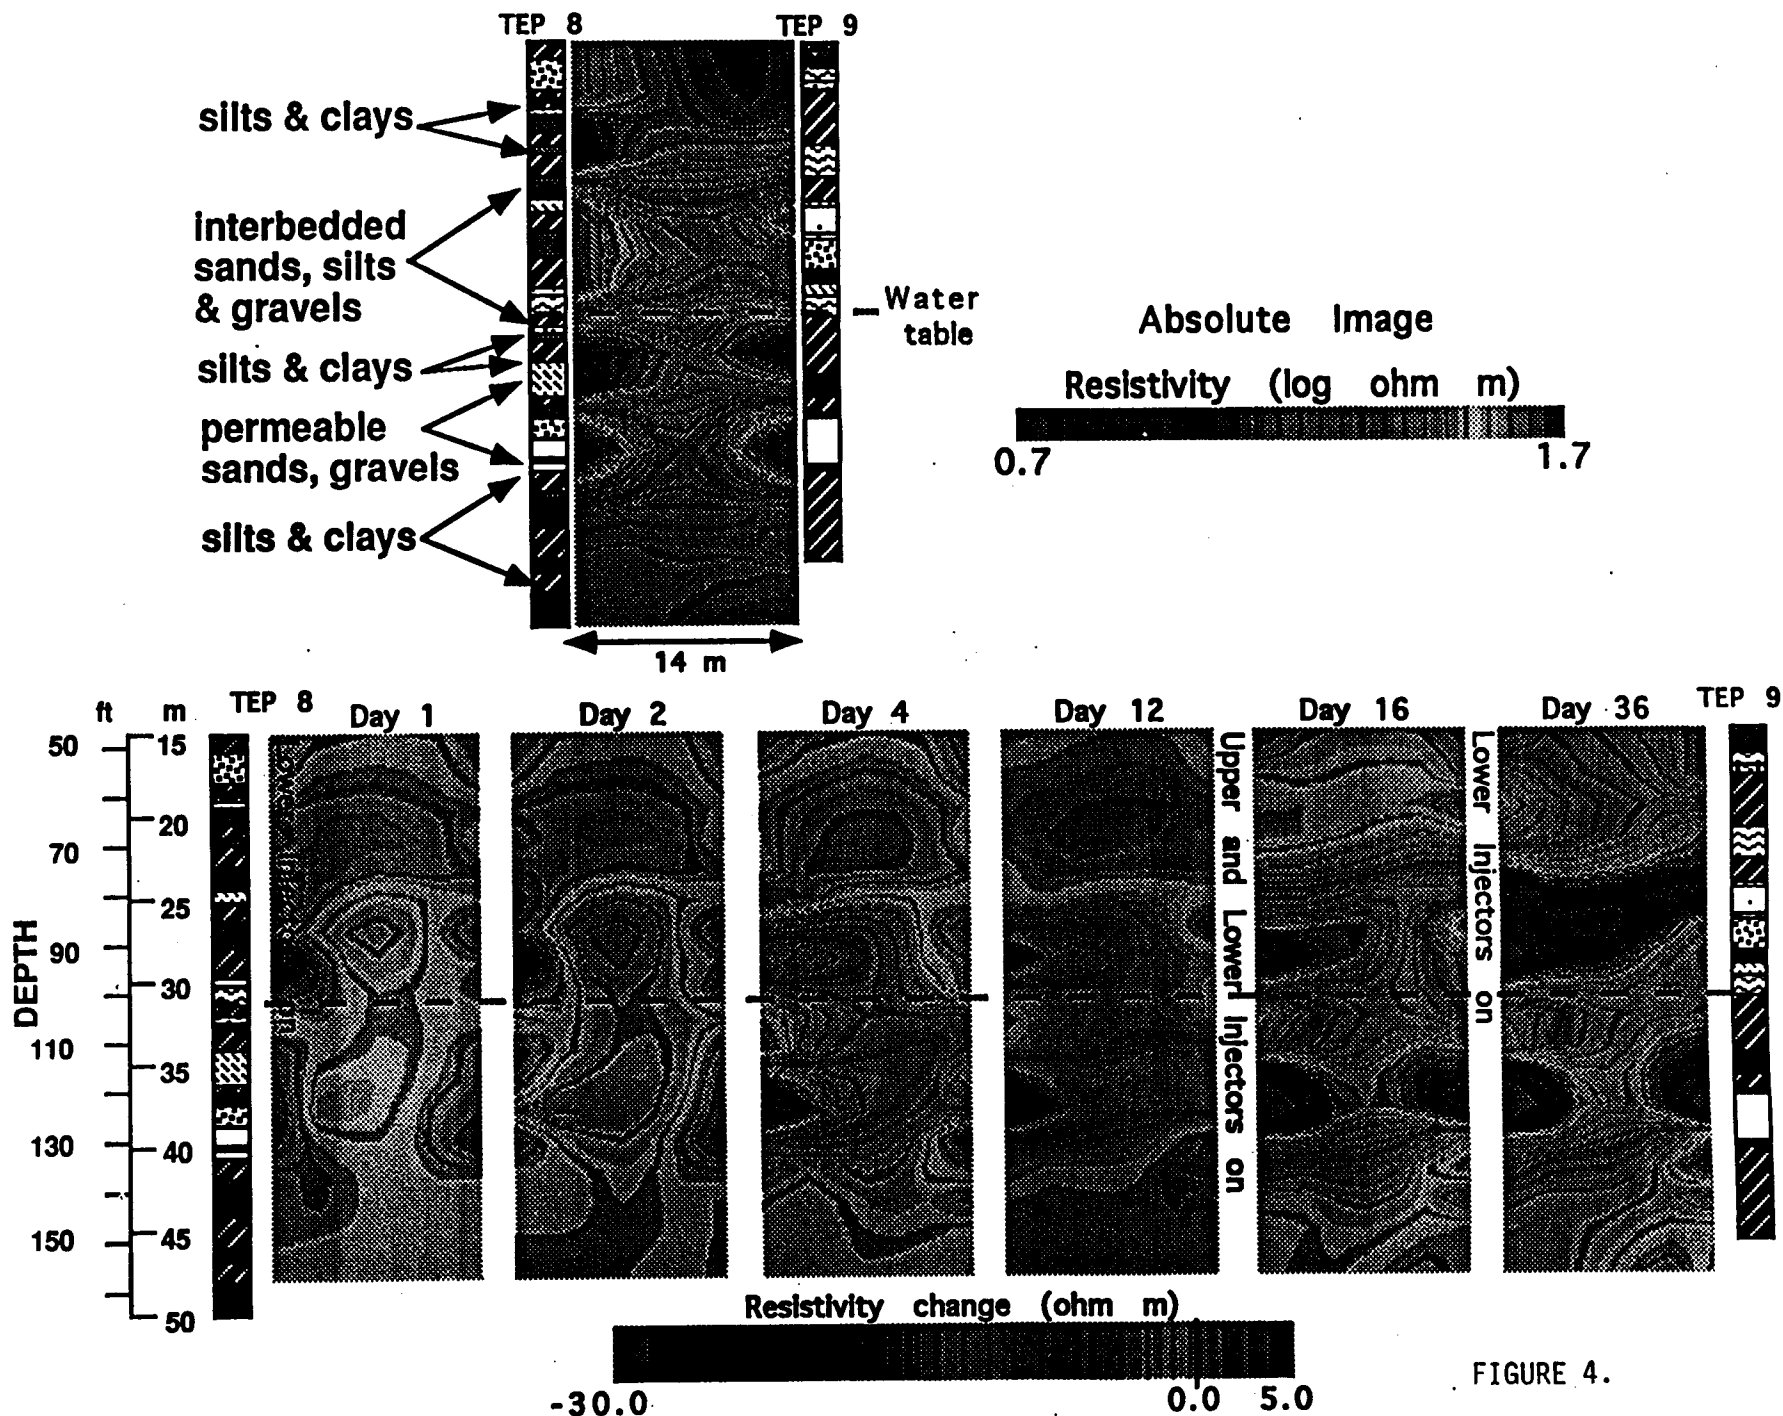 TEP 8
TEP 9
silts & clays
interbedded
sands, silts
& gravels
silts & clays
permeable
sands, gravels
silts & clays
Water
table
14 m
Absolute Image
Resistivity (log ohm m)
0.7
1.7
ft
m
TEP 8
Day 1
Day 2
Day 4
Day 12
Day 16
Day 36
TEP 9
DEPTH
50
70
90
110
130
150
15
20
25
30
35
40
45
50
Lower
on
Upper and Lower Injectors on
Lower Injectors on
Resistivity change (ohm m)
-30.0
0.0
5.0
FIGURE 4.